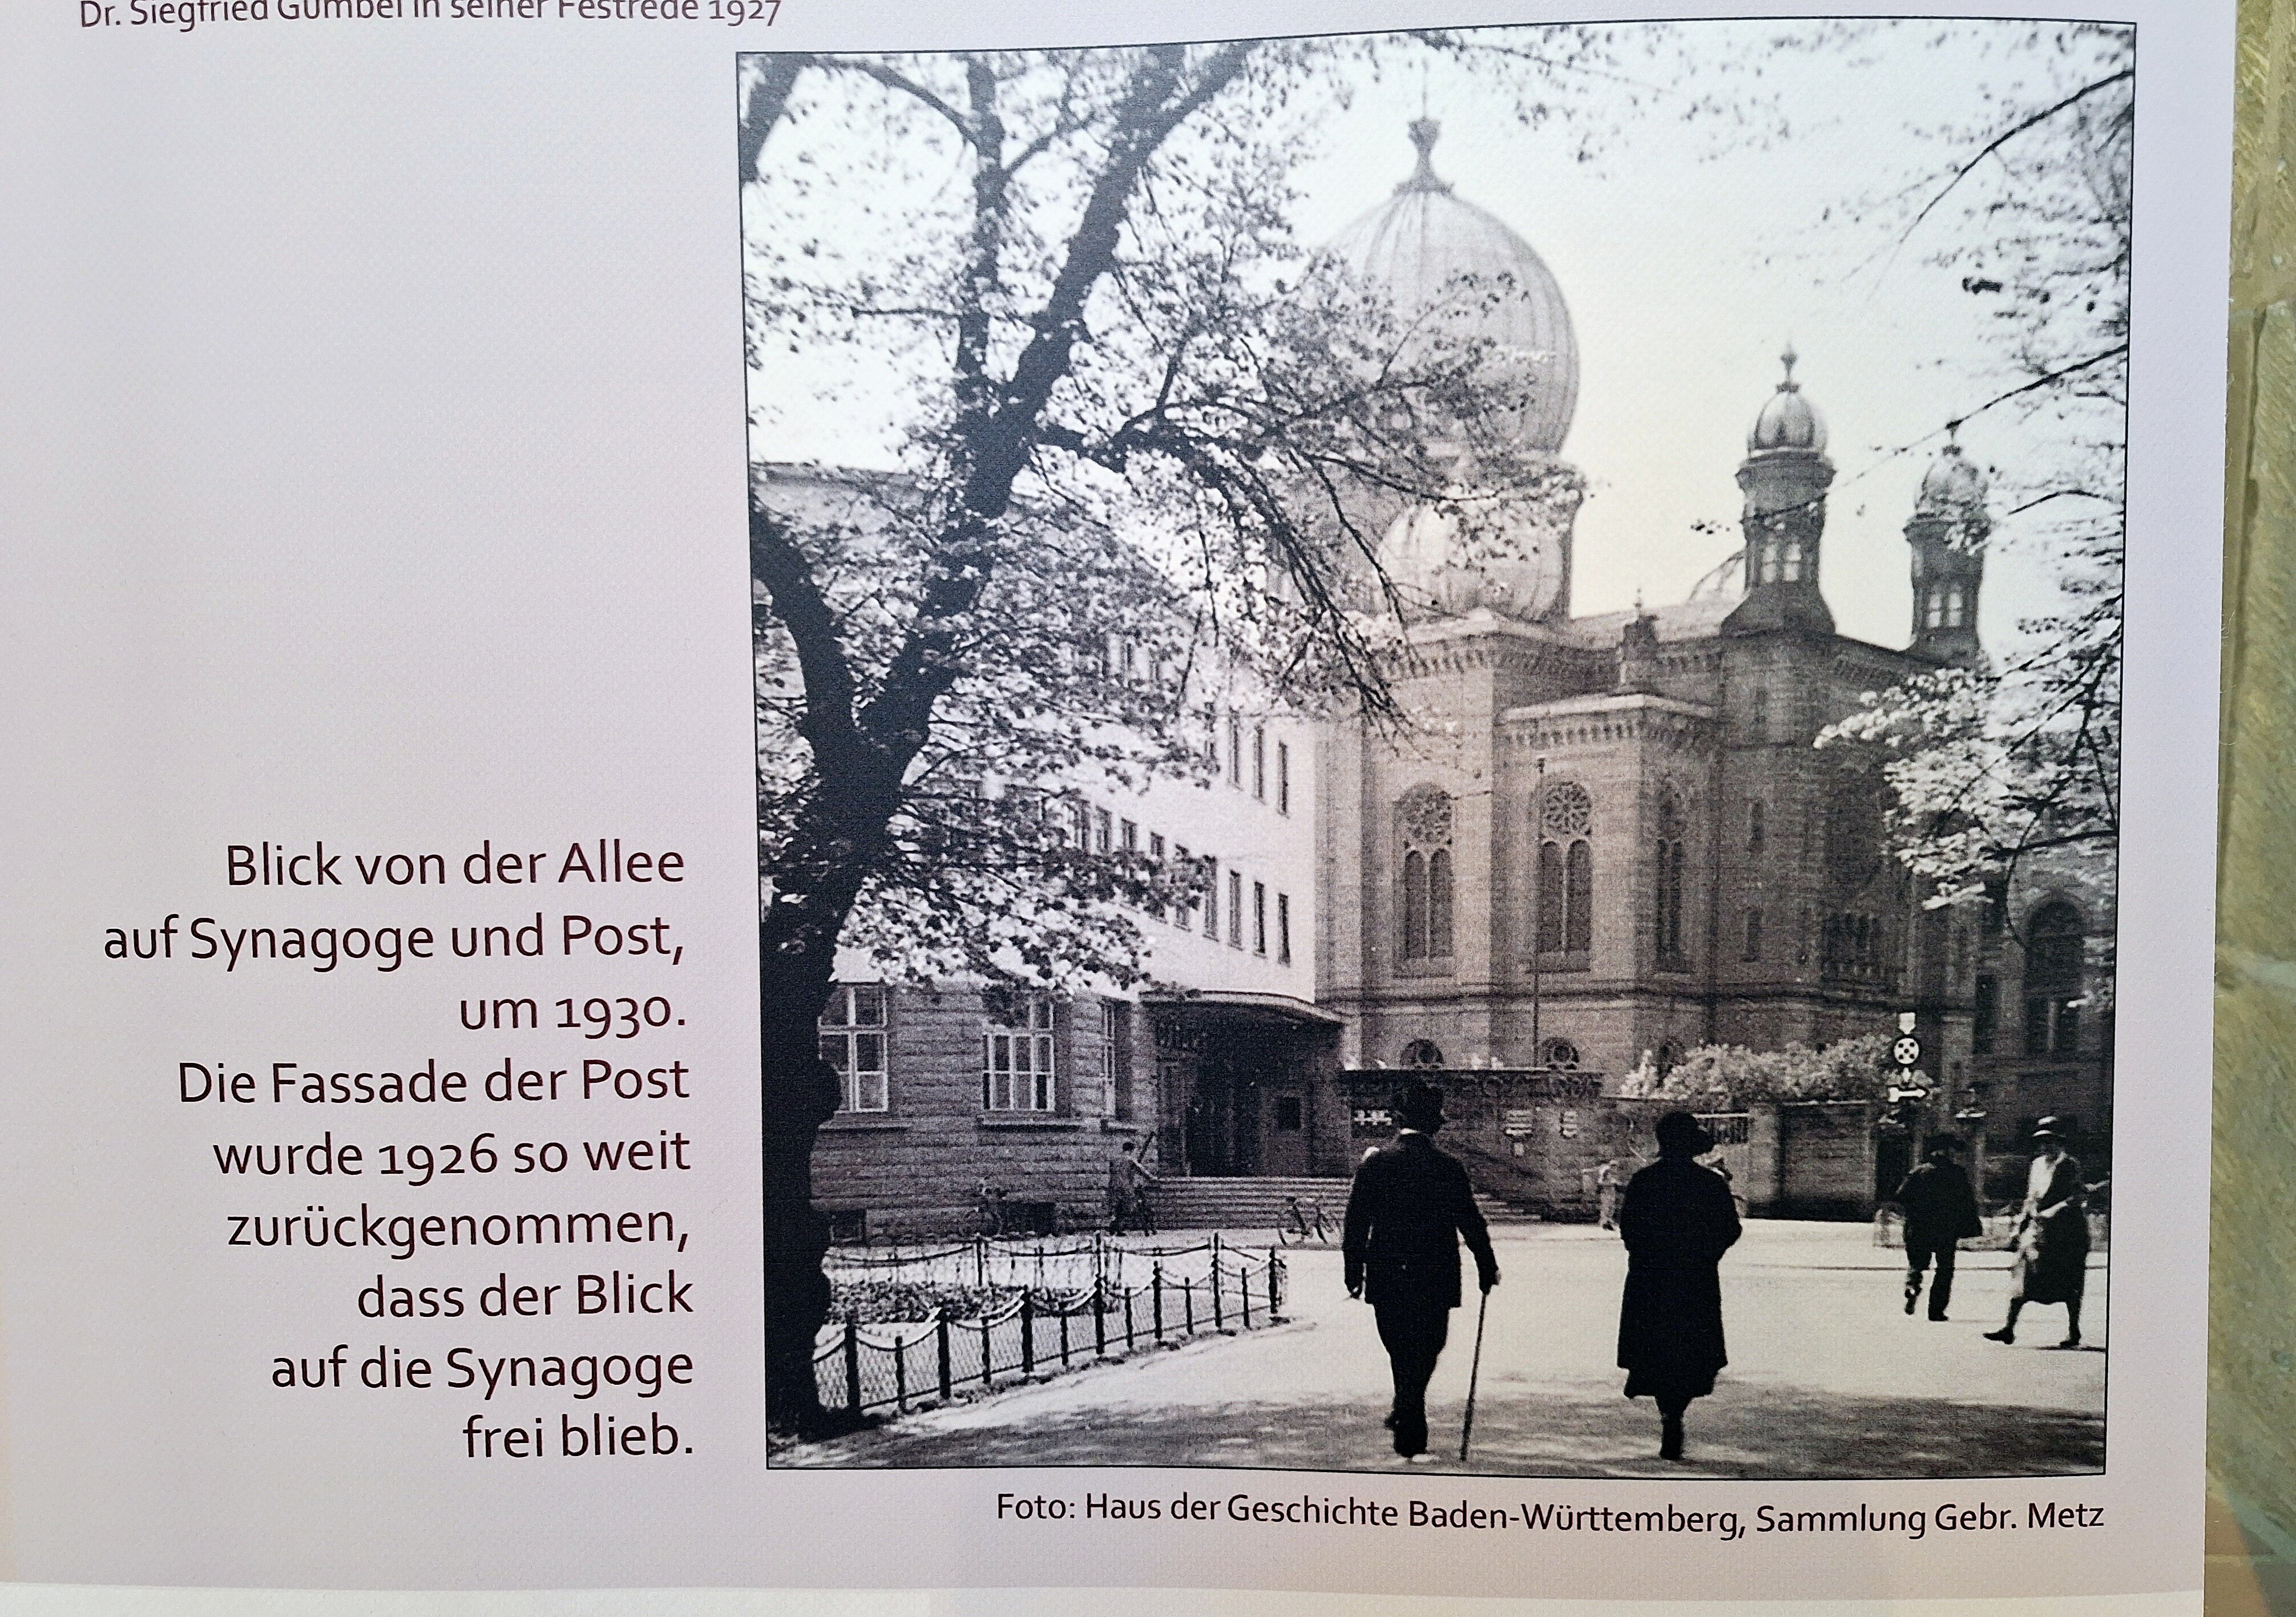 Dr. Siegfried Gumbel in seiner Festrede 1927
Blick von der Allee
auf Synagoge und Post,
um 1930.
Die Fassade der Post
wurde 1926 so weit
zurückgenommen,
dass der Blick
auf die Synagoge
frei blieb.
Foto: Haus der Geschichte Baden-Württemberg, Sammlung Gebr. Metz